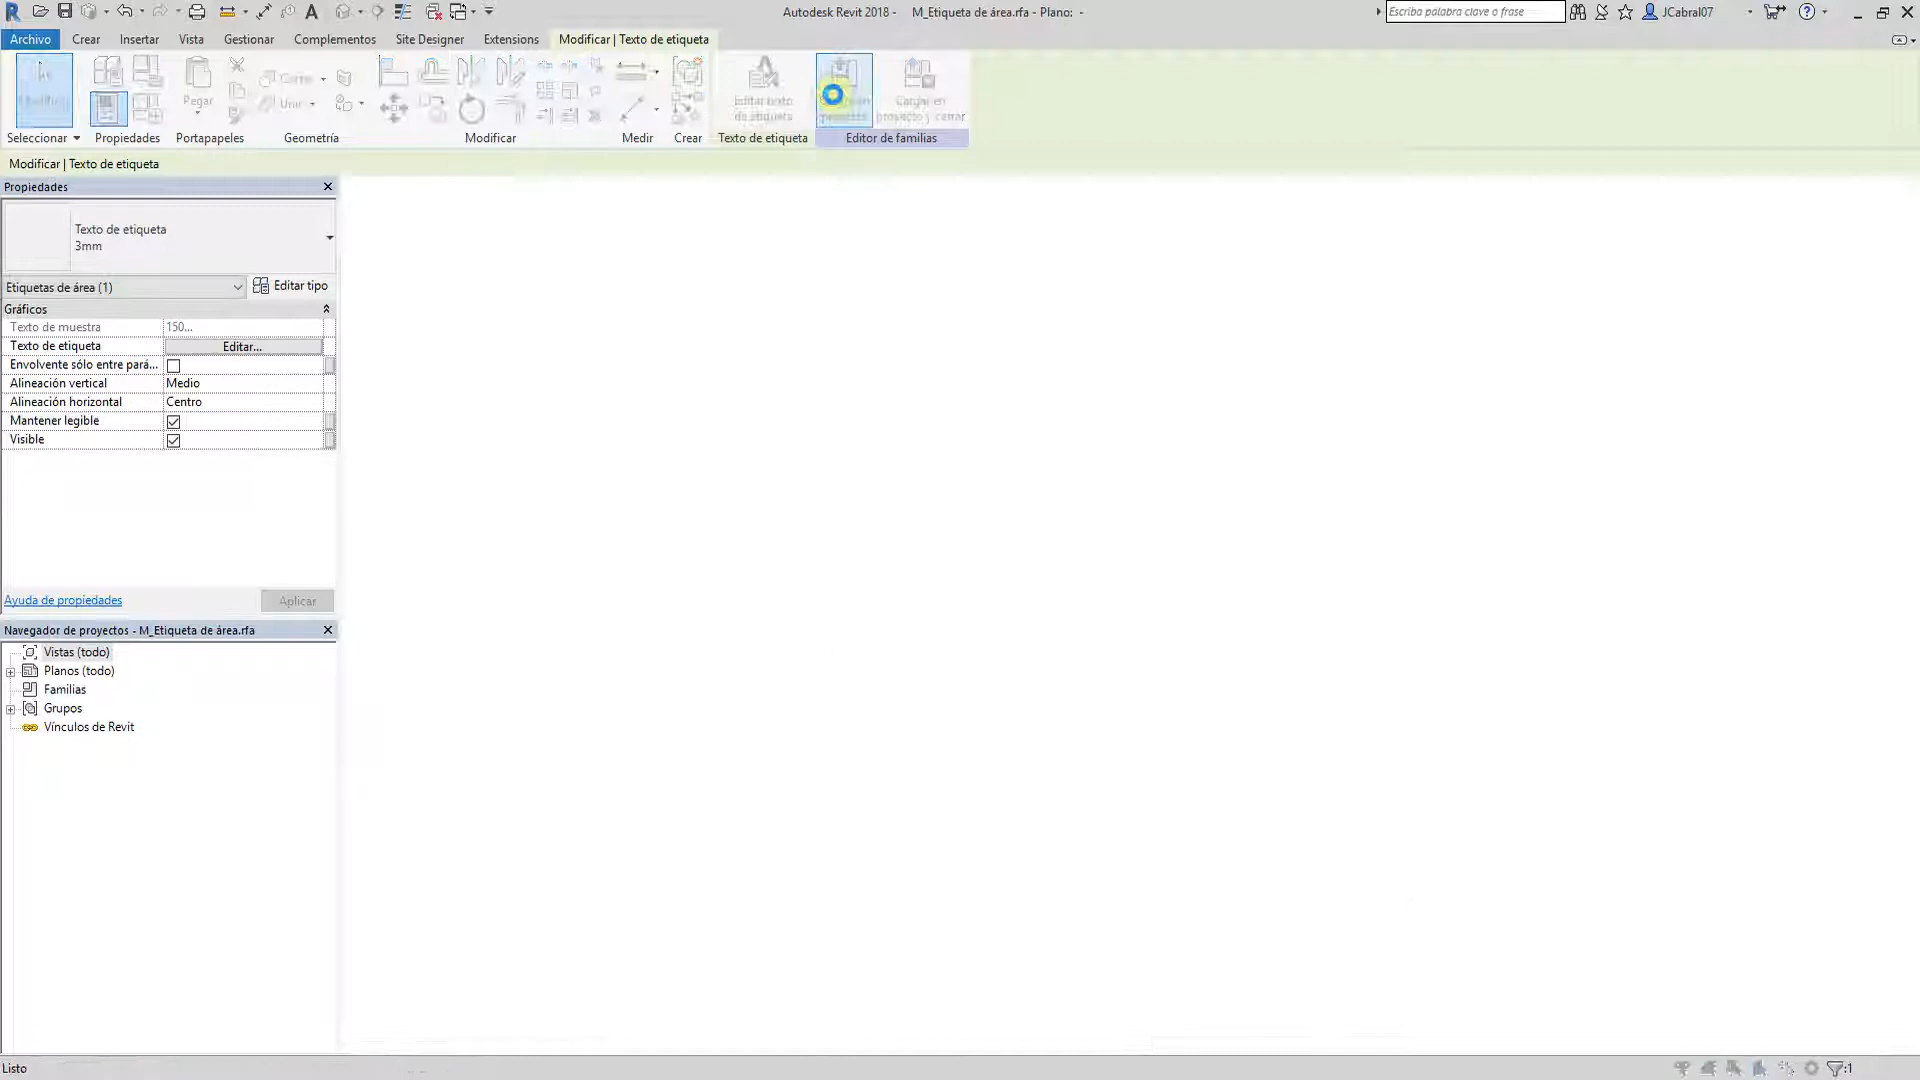 Autodesk Revit 2018 - M_Etiqueta de área.rfa - Plano: -
Escriba palabra clave o frase
JCabral07
Archivo Crear Insertar Vista Gestionar Complementos Site Designer Extensions Modificar | Texto de etiqueta
Modificar
Pegar
Corte
Unir
Editar texto de etiqueta
Cargar en proyecto
Cargar en proyecto y cerrar
Seleccionar Propiedades Portapapeles Geometría Modificar Medir Crear Texto de etiqueta Editor de familias
Modificar | Texto de etiqueta
Propiedades
Texto de etiqueta
3mm
Etiquetas de área (1) Editar tipo
Gráficos
Texto de muestra 150...
Texto de etiqueta Editar...
Envolvente sólo entre pará...
Alineación vertical Medio
Alineación horizontal Centro
Mantener legible
Visible
Ayuda de propiedades Aplicar
Navegador de proyectos - M_Etiqueta de área.rfa
Vistas (todo)
Planos (todo)
Familias
Grupos
Vínculos de Revit
Listo
:1